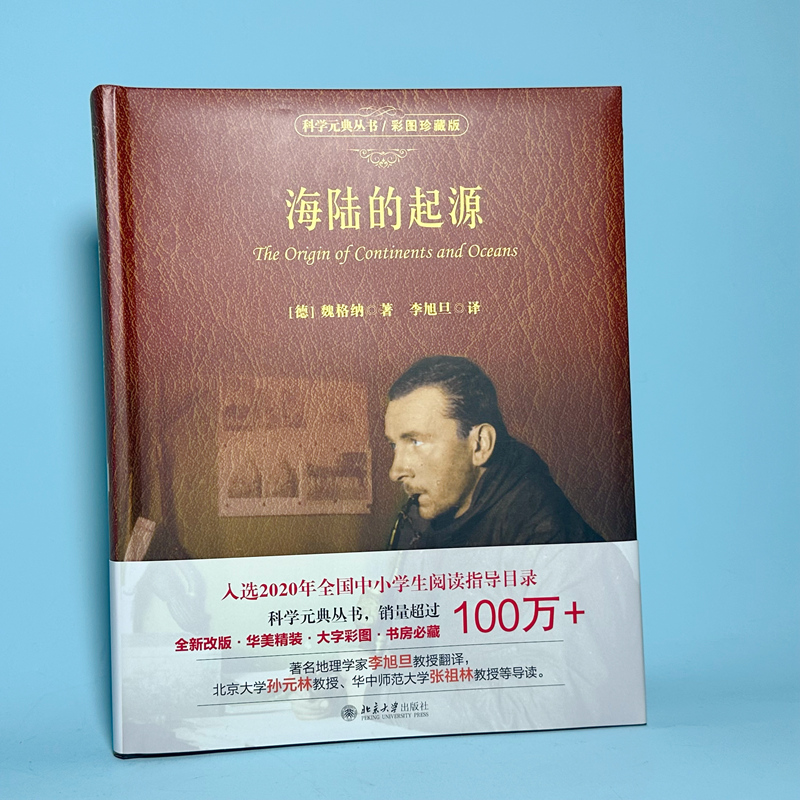 科学元典丛书/彩图珍藏版
海陆的起源
The Origin of Continents and Oceans
[德] 魏格纳◎著 李旭旦◎译
入选2020年全国中小学生阅读指导目录
科学元典丛书，销量超过 100万+
全新改版·华美精装·大字彩图·书房必藏
著名地理学家李旭旦教授翻译，
北京大学孙元林教授、华中师范大学张祖林教授等导读。
北京大学出版社
PEKING UNIVERSITY PRESS